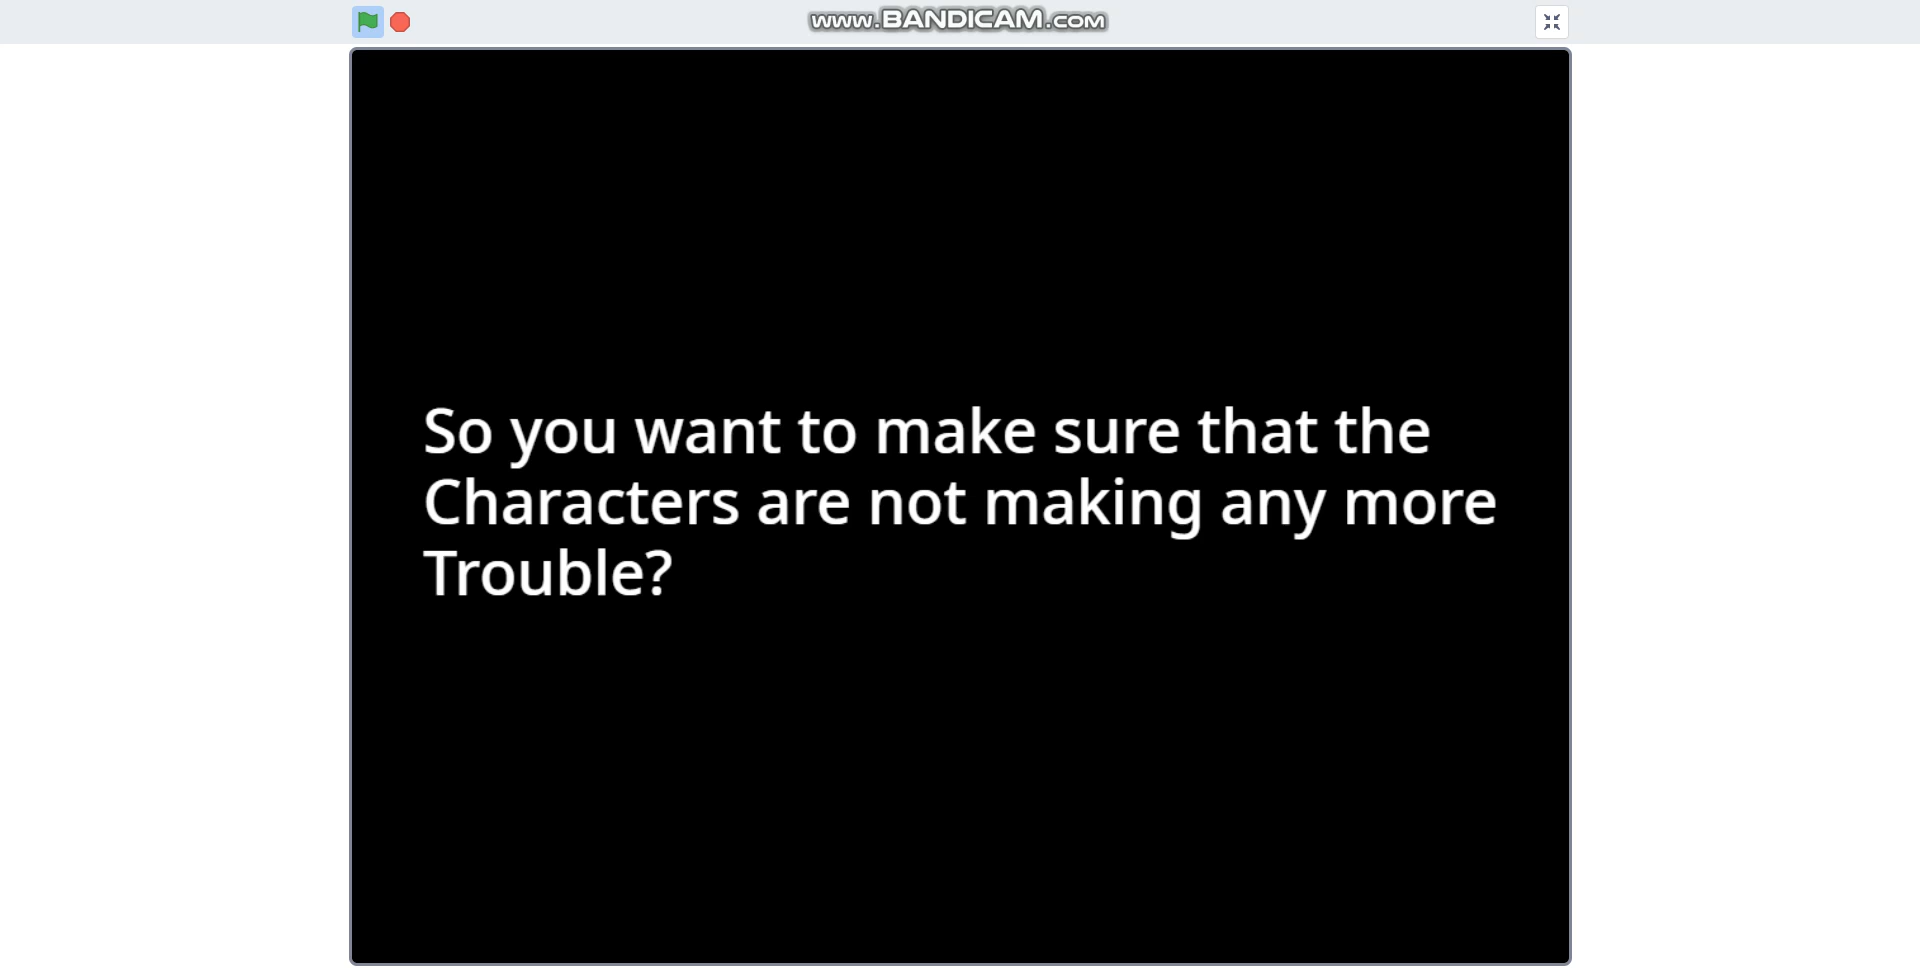 www.BANDICAM.com
So you want to make sure that the
Characters are not making any more
Trouble?